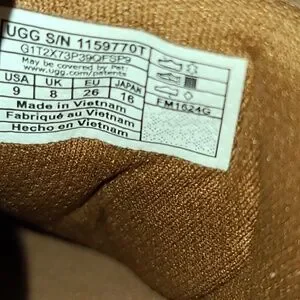 UGG S/N 1159770T
G1T2X73P39QFSP9
May be covered by Pat.
www.ugg.com/patents
USA UK EU JAPAN
9 8 26 16
FM1624G
Made in Vietnam
Fabriqué au Vietnam
Hecho en Vietnam